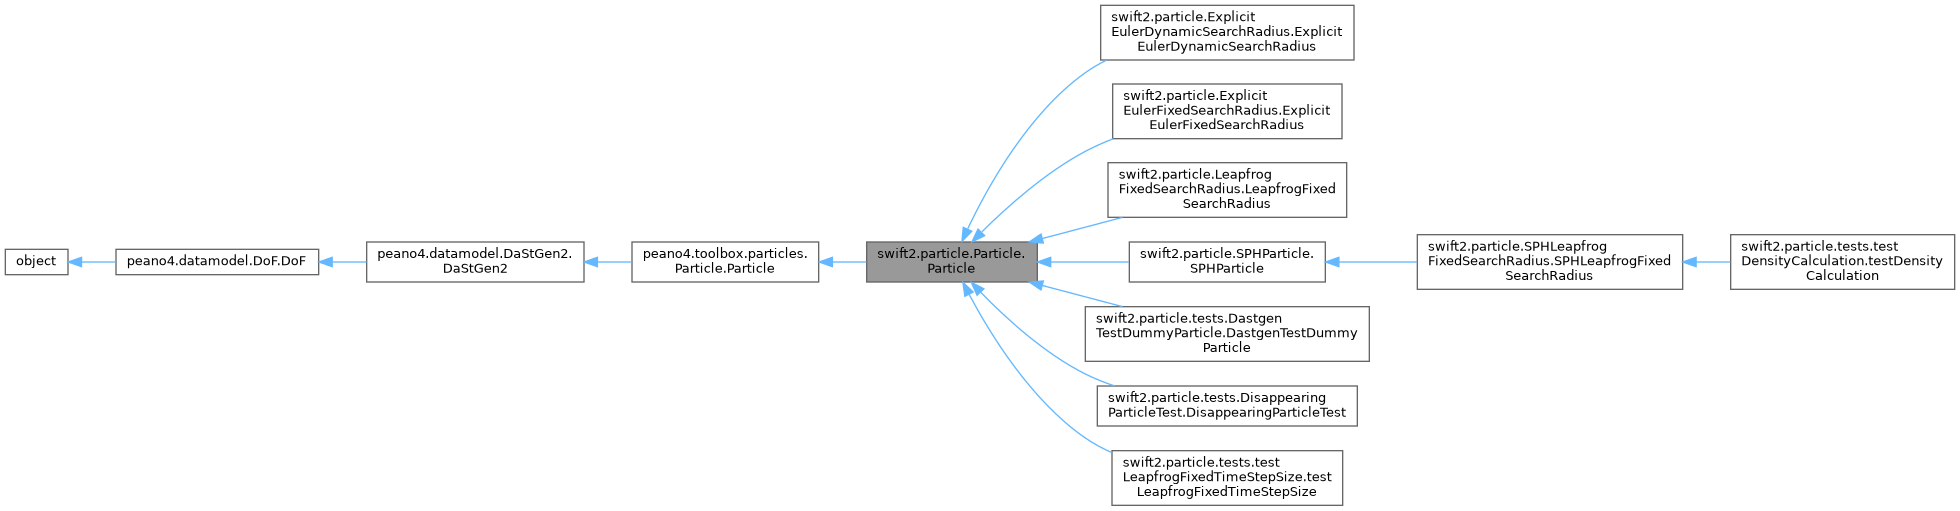 object
peano4.datamodel.DoF.DoF
peano4.datamodel.DaStGen2.
DaStGen2
peano4.toolbox.particles.
Particle.Particle
swift2.particle.Particle.
Particle
swift2.particle.Explicit
EulerDynamicSearchRadius.Explicit
EulerDynamicSearchRadius
swift2.particle.Explicit
EulerFixedSearchRadius.Explicit
EulerFixedSearchRadius
swift2.particle.Leapfrog
FixedSearchRadius.LeapfrogFixed
SearchRadius
swift2.particle.SPHParticle.
SPHParticle
swift2.particle.tests.Dastgen
TestDummyParticle.DastgenTestDummy
Particle
swift2.particle.tests.Disappearing
ParticleTest.DisappearingParticleTest
swift2.particle.tests.test
LeapfrogFixedTimeStepSize.test
LeapfrogFixedTimeStepSize
swift2.particle.SPHLeapfrog
FixedSearchRadius.SPHLeapfrogFixed
SearchRadius
swift2.particle.tests.test
DensityCalculation.testDensity
Calculation